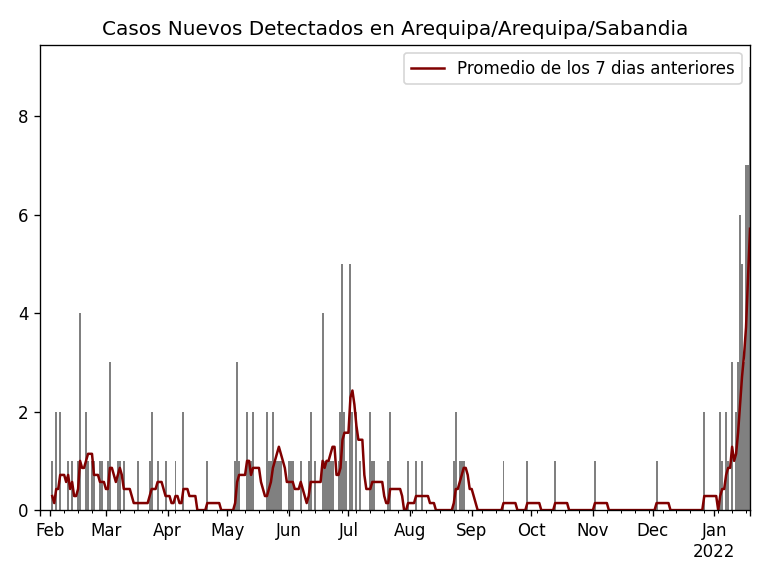 Casos Nuevos Detectados en Arequipa/Arequipa/Sabandia
Promedio de los 7 dias anteriores
8
6
4
2
0
Feb Mar Apr May Jun Jul Aug Sep Oct Nov Dec Jan
2022